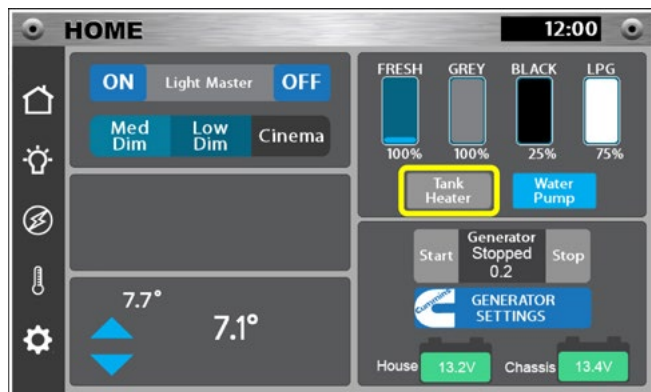 HOME
12:00
ON Light Master OFF
Med Dim
Low Dim
Cinema
FRESH GREY BLACK LPG
100% 100% 25% 75%
Tank
Heater
Water
Pump
7.7°
7.1°
Generator
Start Stopped Stop
0.2
cummins
GENERATOR
SETTINGS
House 13.2V Chassis 13.4V